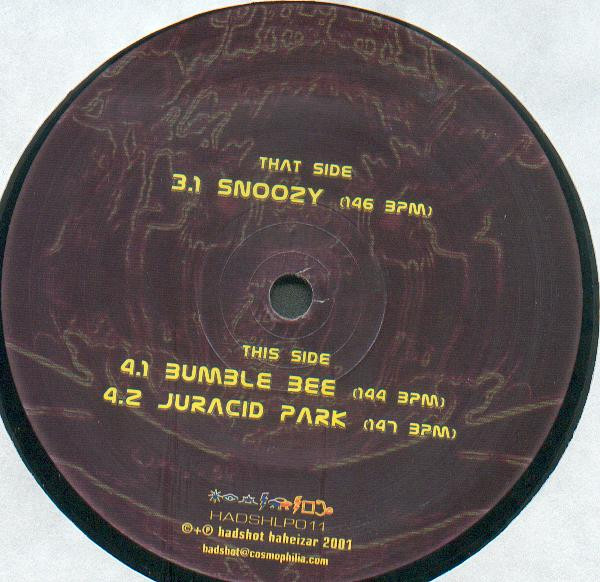 THAT SIDE
3.1 SNOOZY (146 BPM)
THIS SIDE
4.1 BUMBLE BEE (144 BPM)
4.2 JURACID PARK (147 BPM)
HADSHLP011
©+℗ hadshot haheizar 2001
hadshot@cosmophilia.com